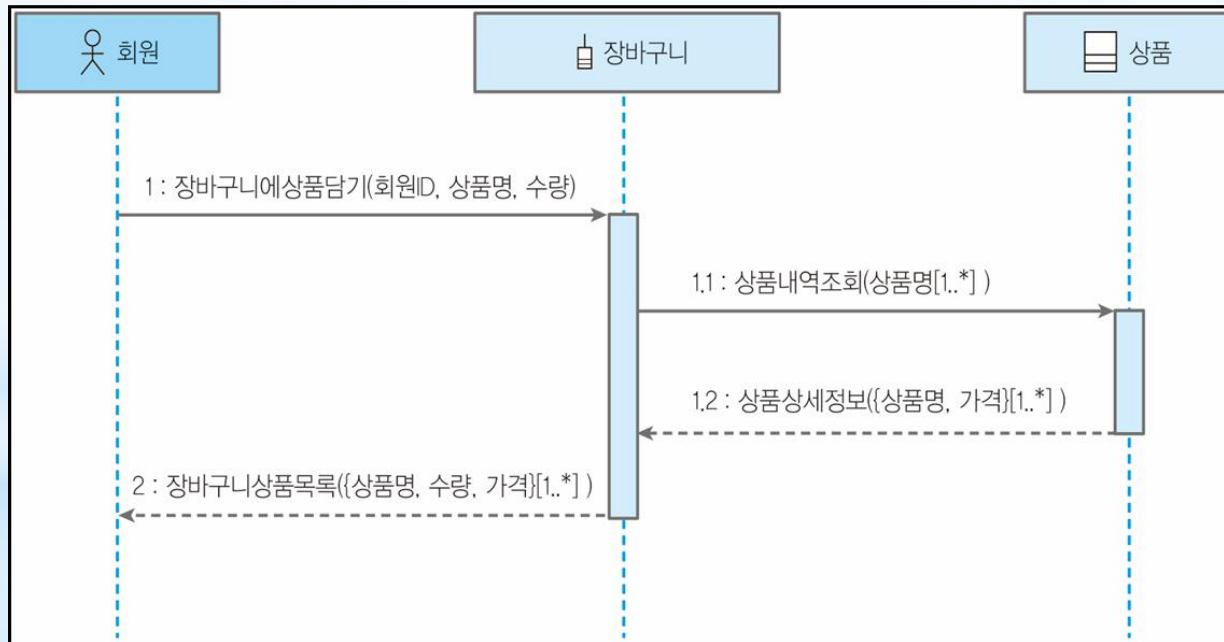 회원
장바구니
상품
1 : 장바구니에상품담기(회원ID, 상품명, 수량)
1.1 : 상품내역조회(상품명[1..*] )
1.2 : 상품상세정보({상품명, 가격}[1..*] )
2 : 장바구니상품목록({상품명, 수량, 가격}[1..*] )